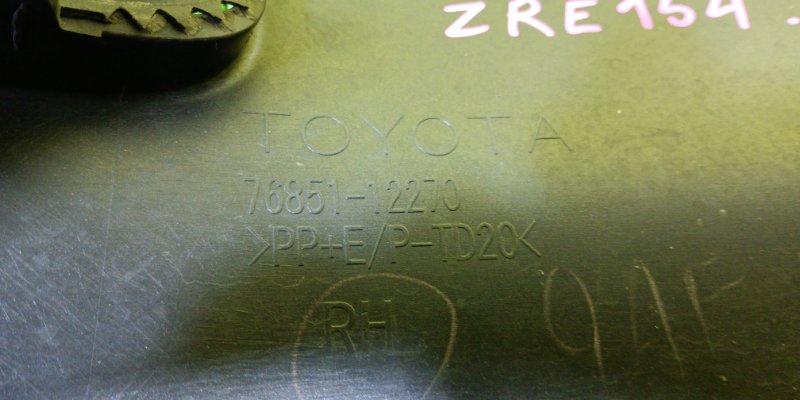 ZRE154.
TOYOTA
76851-12270
>PP+E/P-TD20<
RH